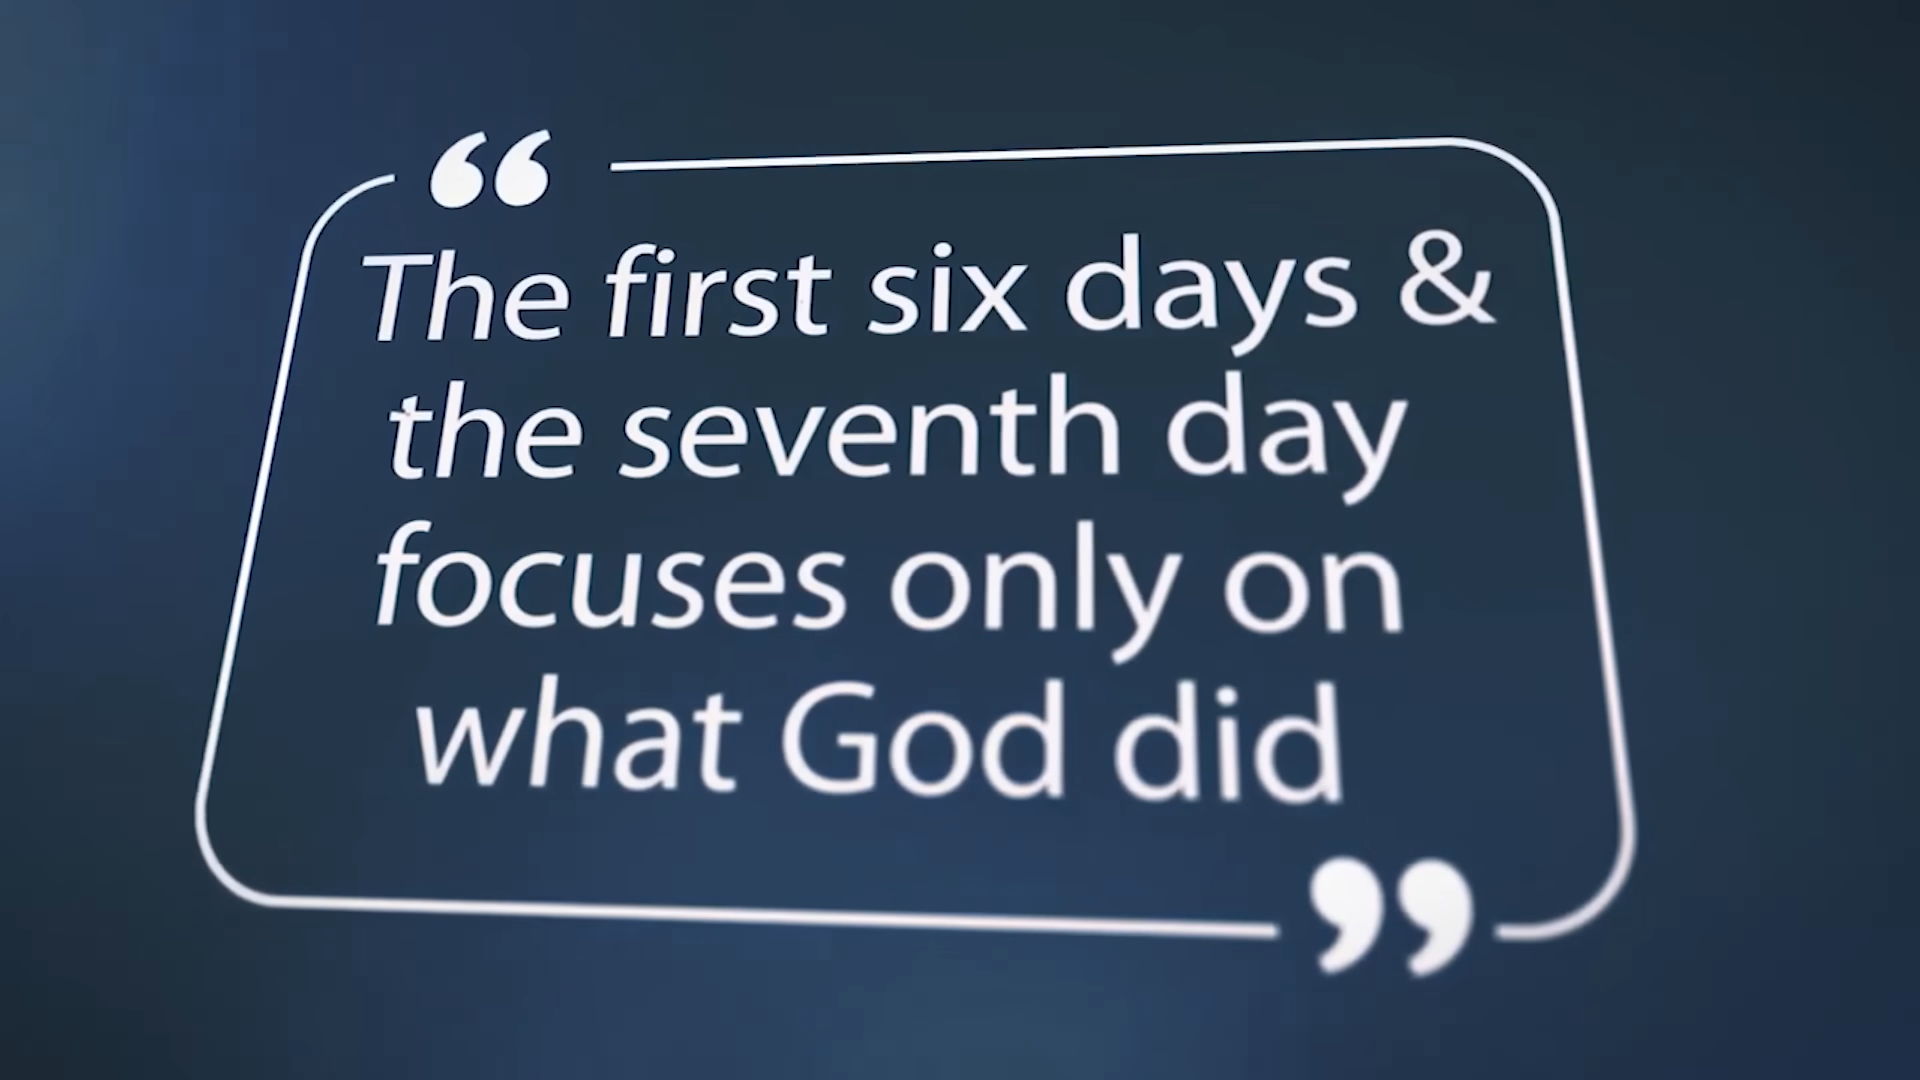 “
The first six days &
the seventh day
focuses only on
what God did
”